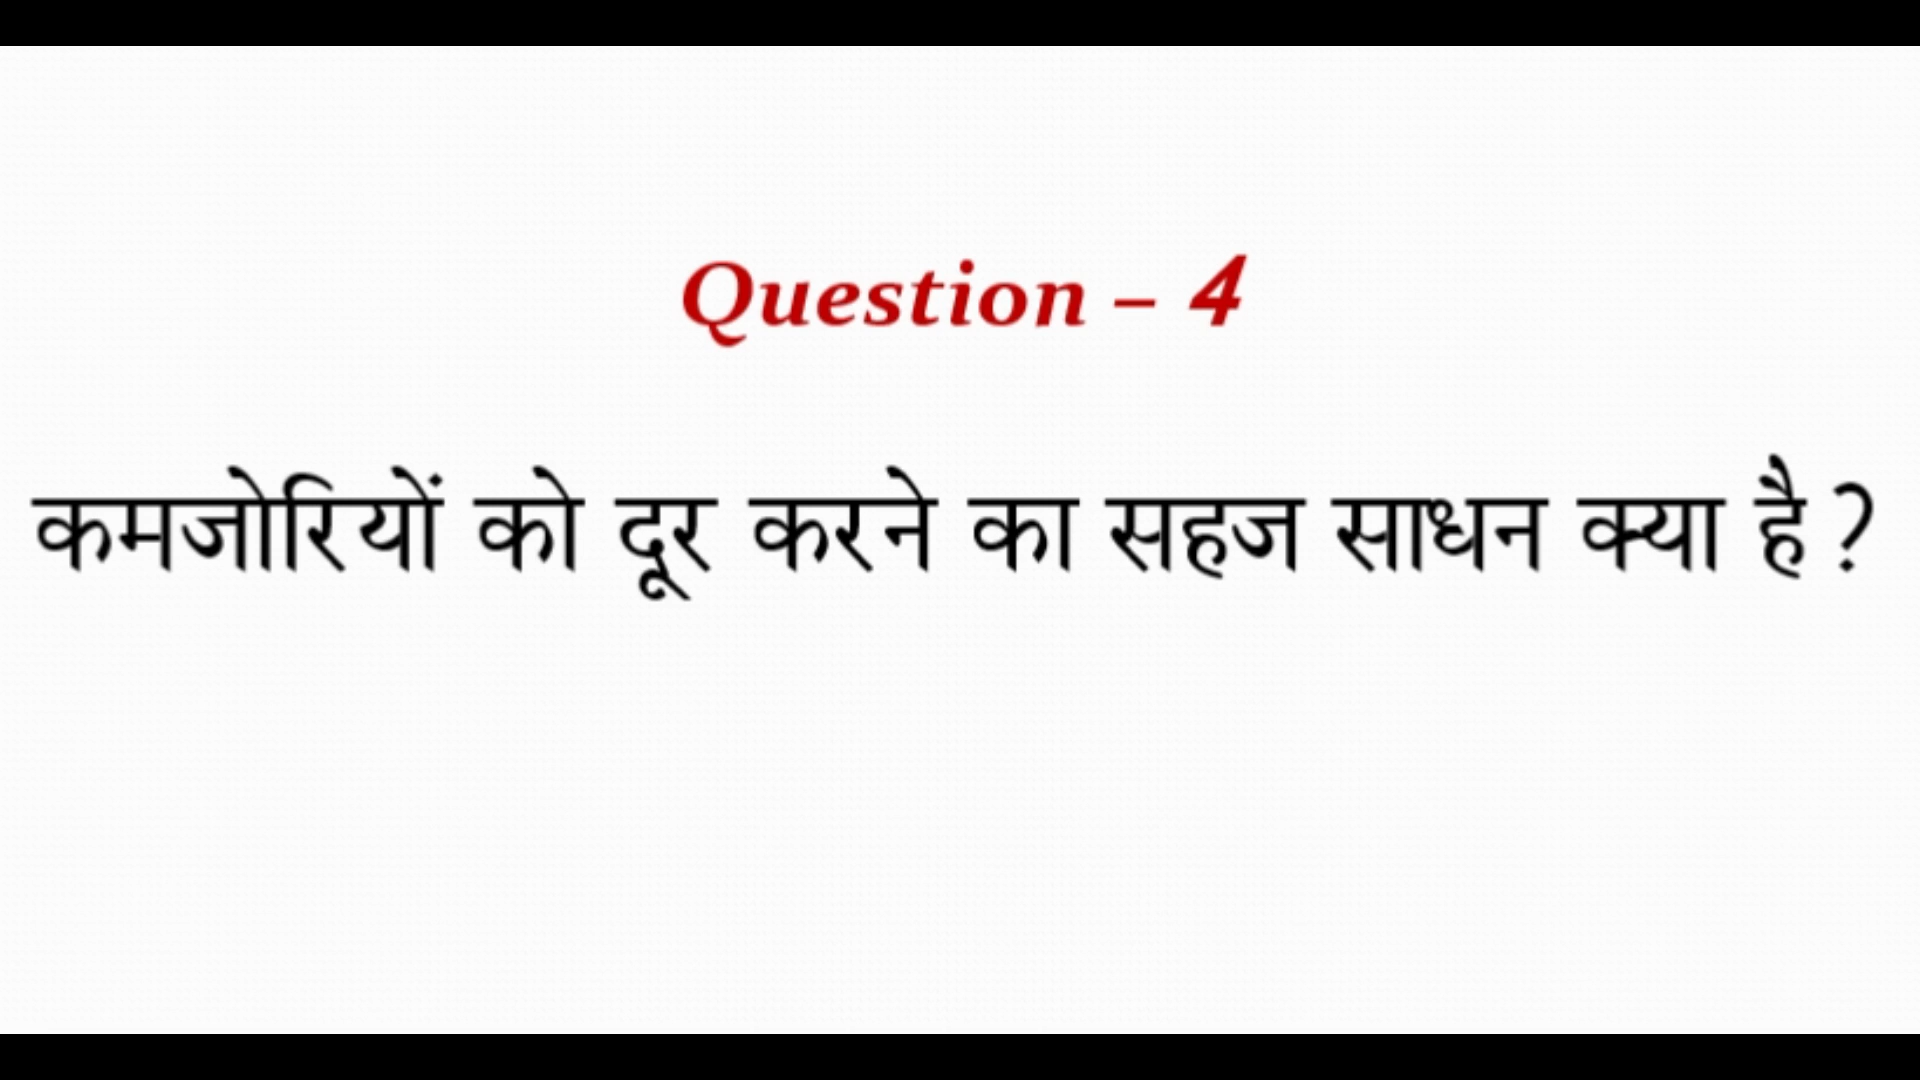 Question – 4
कमजोरियों को दूर करने का सहज साधन क्या है ?